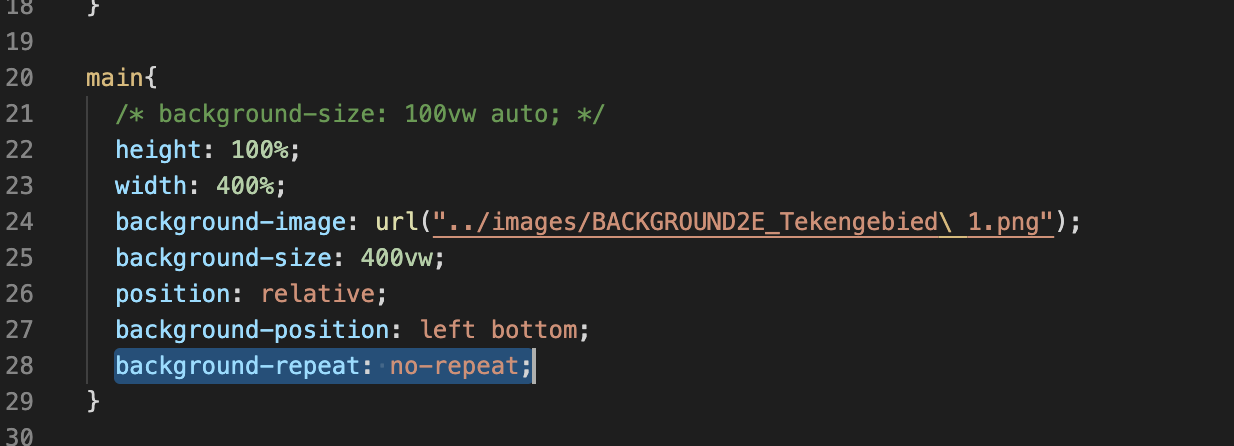 18 }
19
20 main{
21 /* background-size: 100vw auto; */
22 height: 100%;
23 width: 400%;
24 background-image: url("../images/BACKGROUND2E_Tekengebied\ 1.png");
25 background-size: 400vw;
26 position: relative;
27 background-position: left bottom;
28 background-repeat: no-repeat;
29 }
30